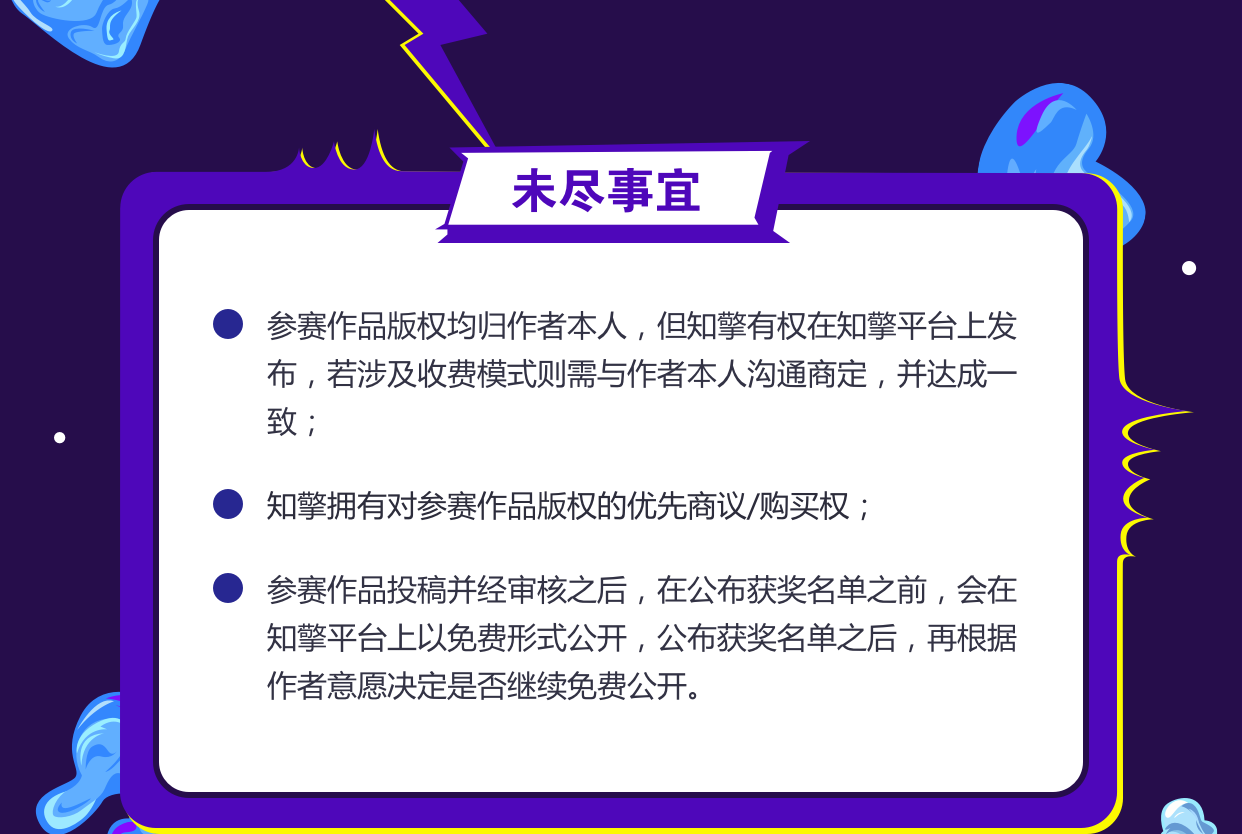 未尽事宜
参赛作品版权均归作者本人，但知擎有权在知擎平台上发
布，若涉及收费模式则需与作者本人沟通商定，并达成一
致；
知擎拥有对参赛作品版权的优先商议/购买权；
参赛作品投稿并经审核之后，在公布获奖名单之前，会在
知擎平台上以免费形式公开，公布获奖名单之后，再根据
作者意愿决定是否继续免费公开。